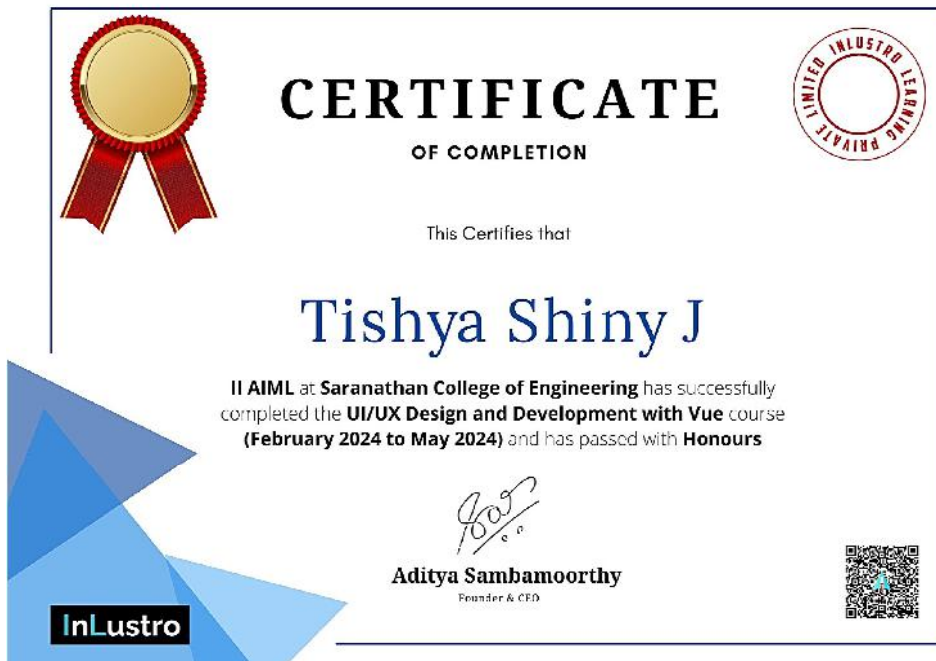 CERTIFICATE
INLUSTRO LEARNING PRIVATE LIMITED
OF COMPLETION
This Certifies that
Tishya Shiny J
II AIML at Saranathan College of Engineering has successfully
completed the UI/UX Design and Development with Vue course
(February 2024 to May 2024) and has passed with Honours
Aditya Sambamoorthy
Founder & CEO
InLustro